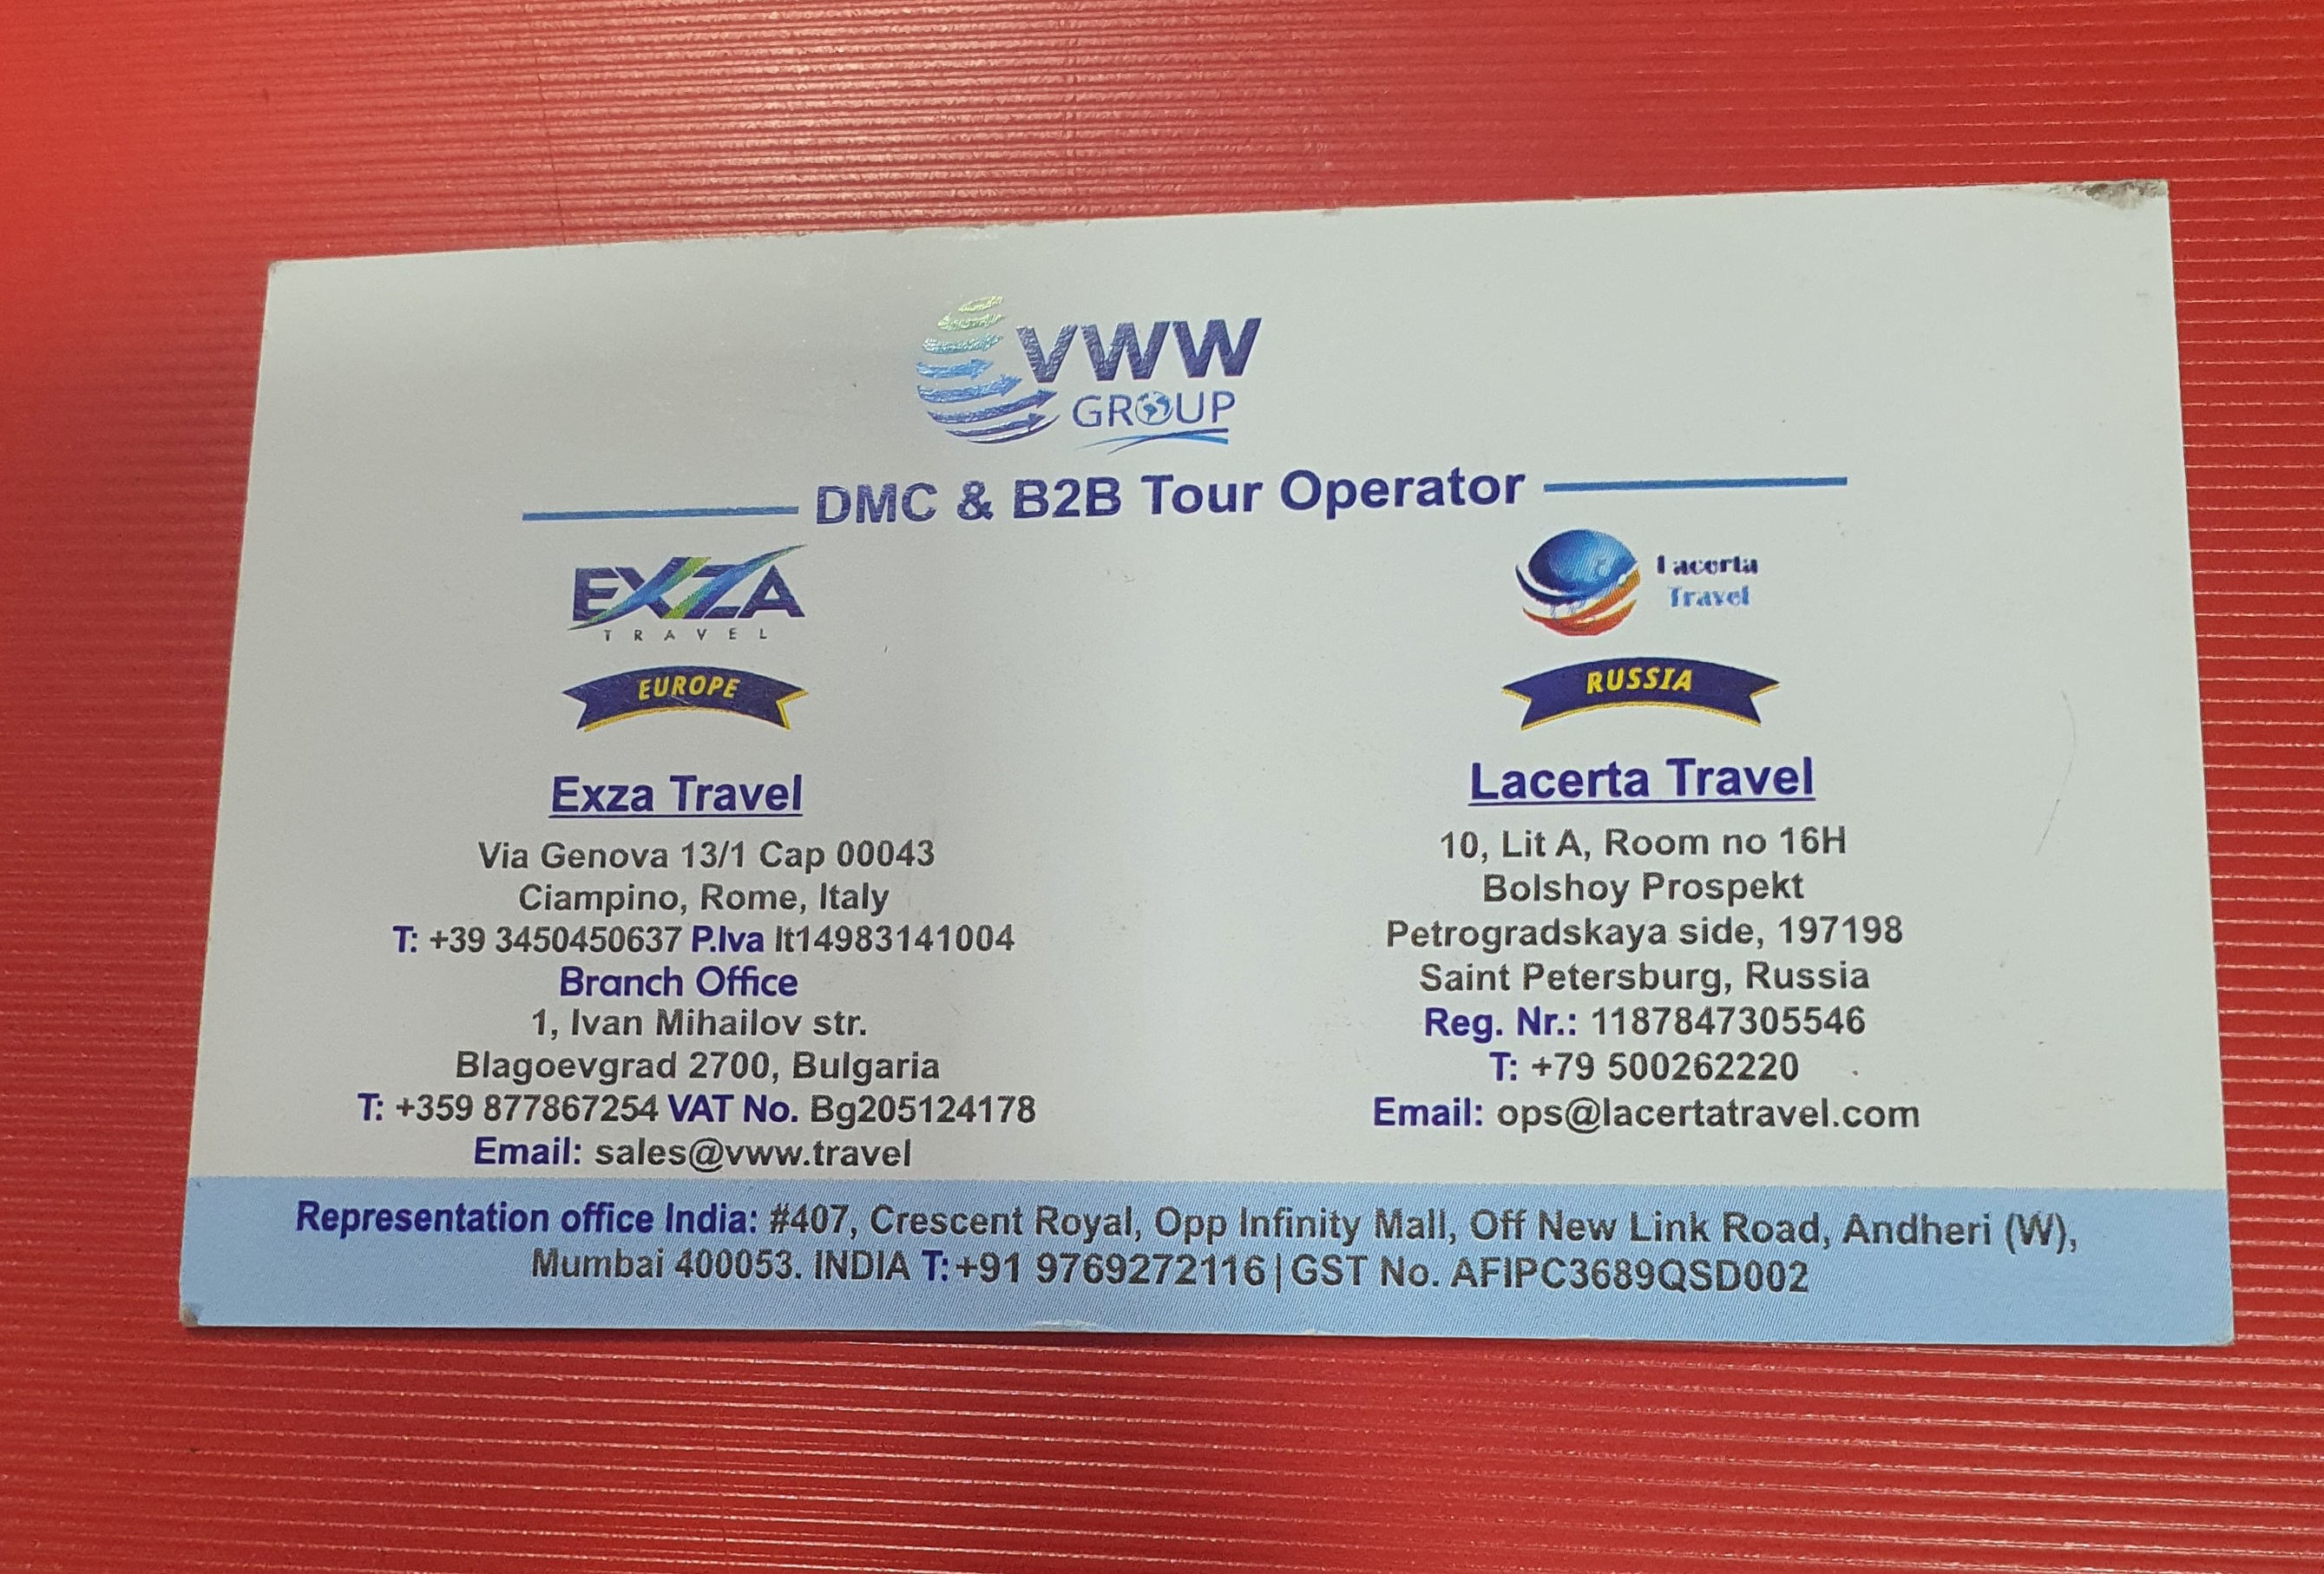 VWW
GROUP
DMC & B2B Tour Operator
EXZA
TRAVEL
EUROPE
Exza Travel
Via Genova 13/1 Cap 00043
Ciampino, Rome, Italy
T: +39 3450450637 P.Iva It14983141004
Branch Office
1, Ivan Mihailov str.
Blagoevgrad 2700, Bulgaria
T: +359 877867254 VAT No. Bg205124178
Email: sales@vww.travel
Lacerta
Travel
RUSSIA
Lacerta Travel
10, Lit A, Room no 16H
Bolshoy Prospekt
Petrogradskaya side, 197198
Saint Petersburg, Russia
Reg. Nr.: 1187847305546
T: +79 500262220
Email: ops@lacertatravel.com
Representation office India: #407, Crescent Royal, Opp Infinity Mall, Off New Link Road, Andheri (W),
Mumbai 400053. INDIA T:+91 9769272116|GST No. AFIPC3689QSD002